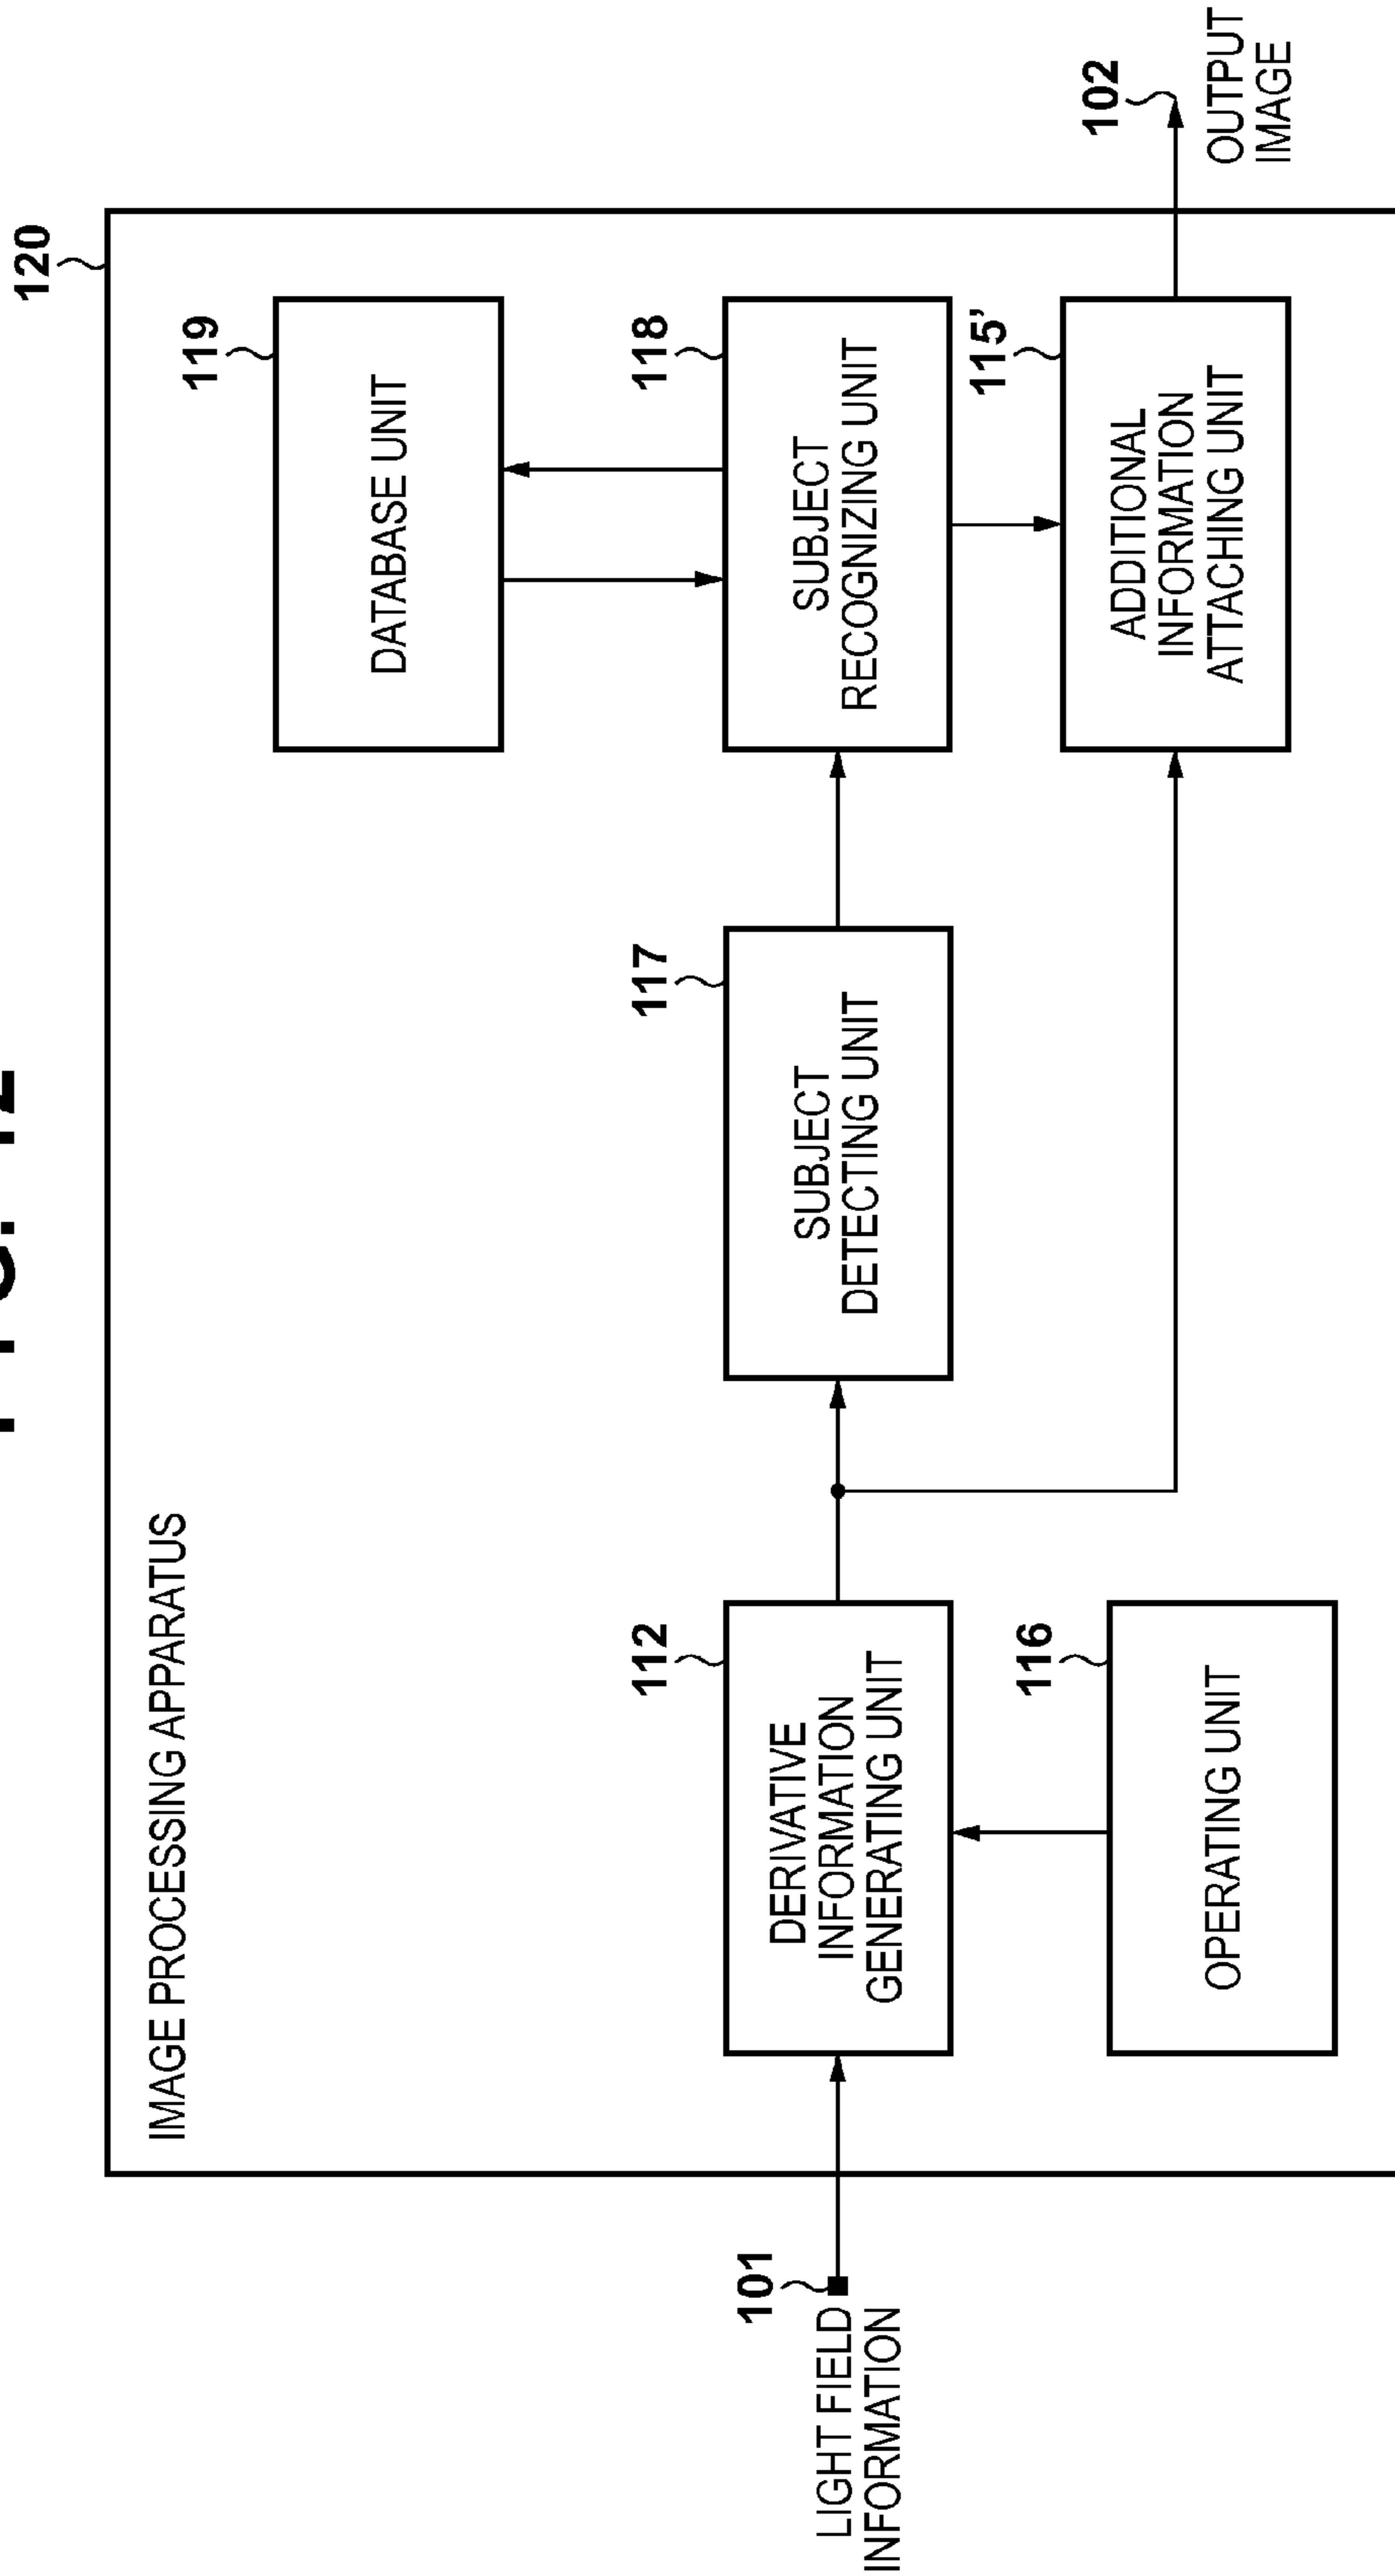 120
IMAGE PROCESSING APPARATUS
119
DATABASE UNIT
101
LIGHT FIELD
INFORMATION
112
DERIVATIVE
INFORMATION
GENERATING UNIT
117
SUBJECT
DETECTING UNIT
118
SUBJECT
RECOGNIZING UNIT
116
OPERATING UNIT
115'
ADDITIONAL
INFORMATION
ATTACHING UNIT
102
OUTPUT
IMAGE